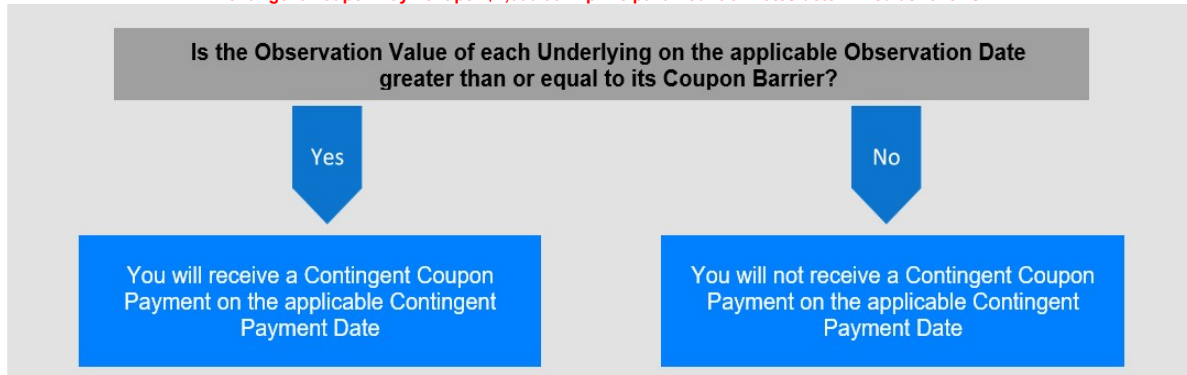 Is the Observation Value of each Underlying on the applicable Observation Date
greater than or equal to its Coupon Barrier?
Yes
No
You will receive a Contingent Coupon
Payment on the applicable Contingent
Payment Date
You will not receive a Contingent Coupon
Payment on the applicable Contingent
Payment Date